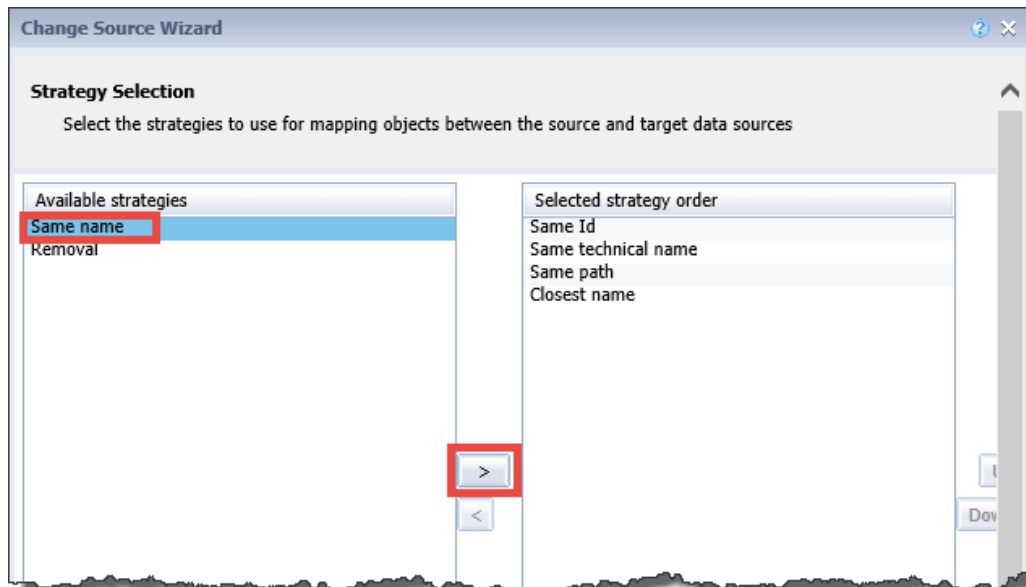 Change Source Wizard
Strategy Selection
Select the strategies to use for mapping objects between the source and target data sources
Available strategies
Same name
Removal
Selected strategy order
Same Id
Same technical name
Same path
Closest name
>
<